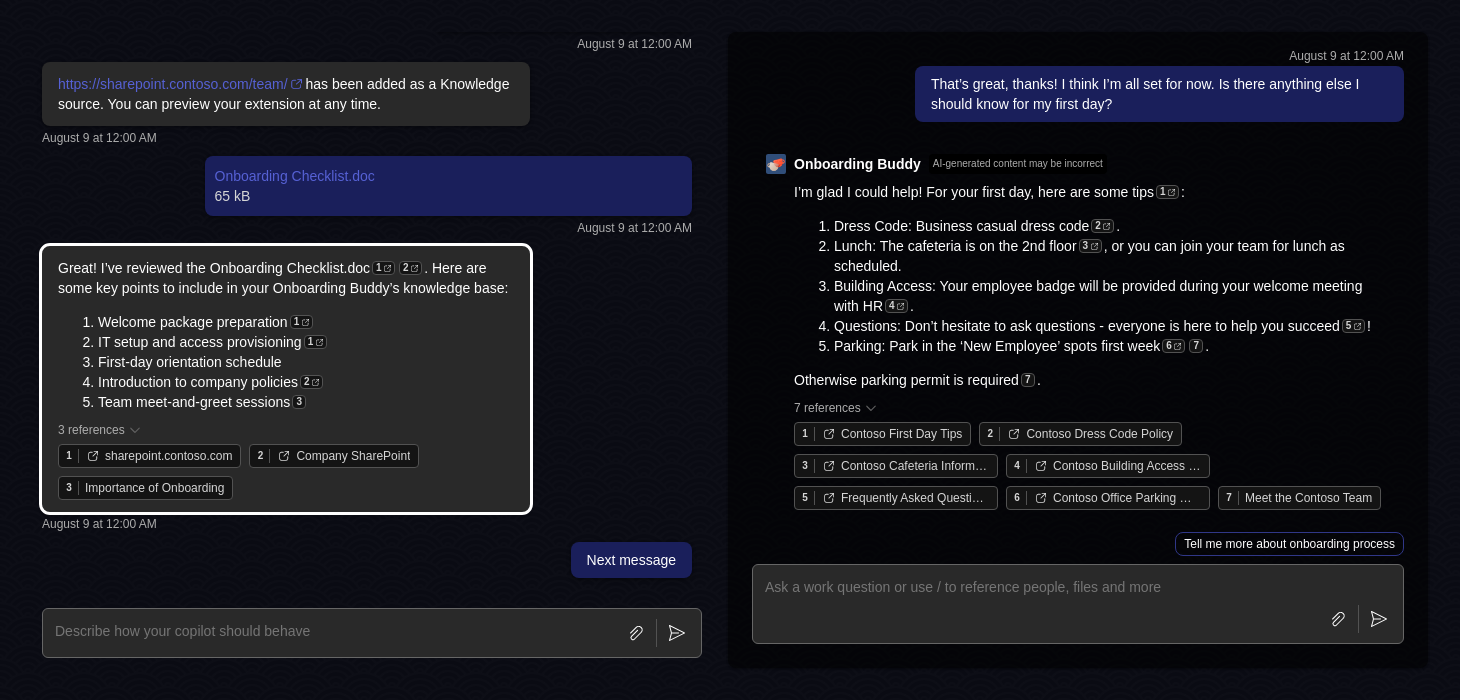 August 9 at 12:00 AM
https://sharepoint.contoso.com/team/ has been added as a Knowledge
source. You can preview your extension at any time.
August 9 at 12:00 AM
Onboarding Checklist.doc
65 kB
August 9 at 12:00 AM
Great! I’ve reviewed the Onboarding Checklist.doc 1 2 . Here are
some key points to include in your Onboarding Buddy’s knowledge base:
1. Welcome package preparation 1
2. IT setup and access provisioning 1
3. First-day orientation schedule
4. Introduction to company policies 2
5. Team meet-and-greet sessions 3
3 references
1 sharepoint.contoso.com 2 Company SharePoint
3 Importance of Onboarding
August 9 at 12:00 AM
Next message
Describe how your copilot should behave
August 9 at 12:00 AM
That’s great, thanks! I think I’m all set for now. Is there anything else I
should know for my first day?
Onboarding Buddy AI-generated content may be incorrect
I’m glad I could help! For your first day, here are some tips 1 :
1. Dress Code: Business casual dress code 2 .
2. Lunch: The cafeteria is on the 2nd floor 3 , or you can join your team for lunch as
scheduled.
3. Building Access: Your employee badge will be provided during your welcome meeting
with HR 4 .
4. Questions: Don’t hesitate to ask questions - everyone is here to help you succeed 5 !
5. Parking: Park in the ‘New Employee’ spots first week 6 7 .
Otherwise parking permit is required 7 .
7 references
1 Contoso First Day Tips 2 Contoso Dress Code Policy
3 Contoso Cafeteria Inform… 4 Contoso Building Access …
5 Frequently Asked Questi… 6 Contoso Office Parking … 7 Meet the Contoso Team
Tell me more about onboarding process
Ask a work question or use / to reference people, files and more